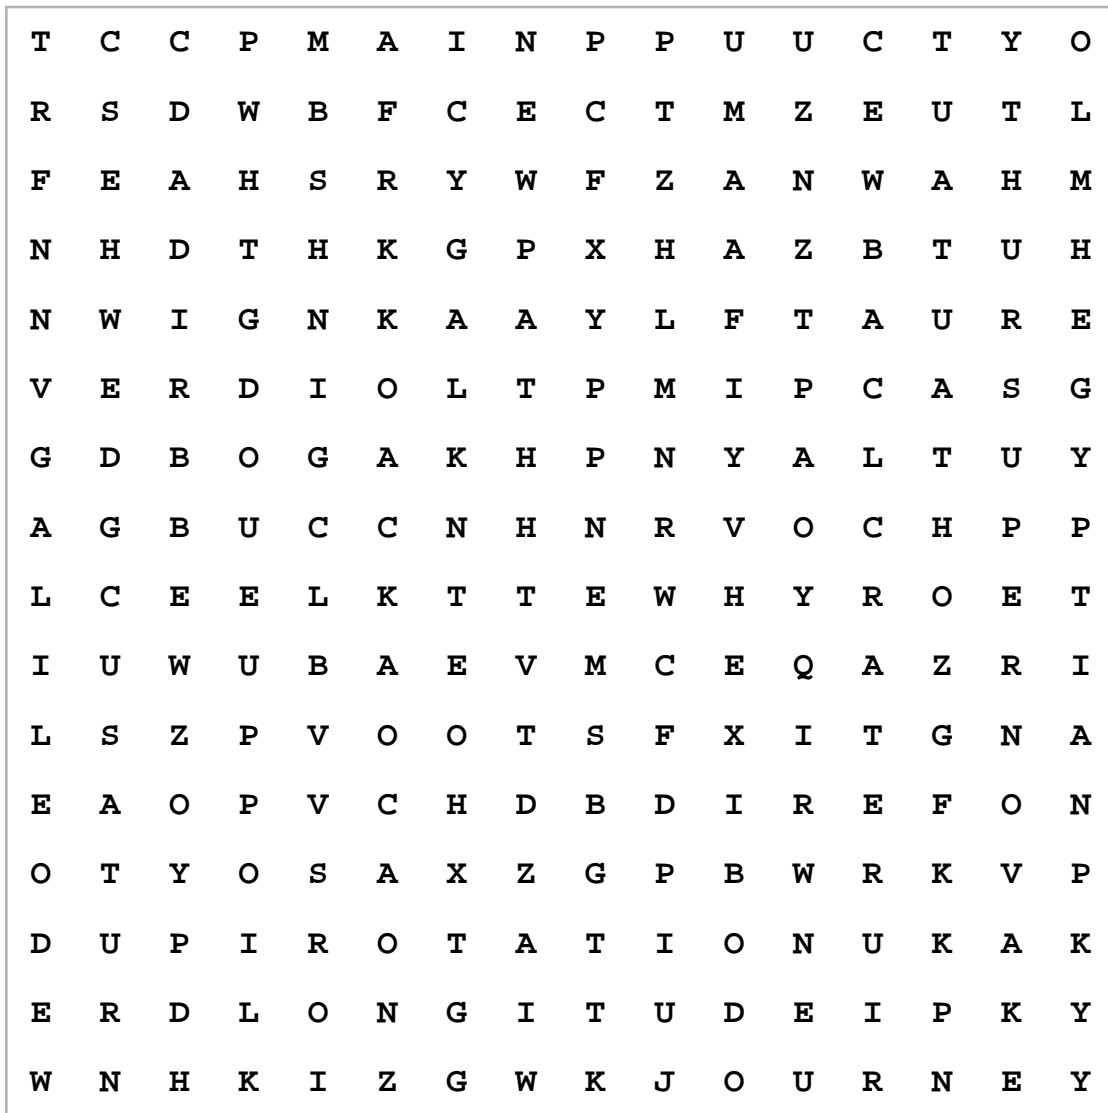 T C C P M A I N P P U U C T Y O
R S D W B F C E C T M Z E U T L
F E A H S R Y W F Z A N W A H M
N H D T H K G P X H A Z B T U H
N W I G N K A A Y L F T A U R E
V E R D I O L T P M I P C A S G
G D B O G A K H P N Y A L T U Y
A G B U C C N H N R V O C H P P
L C E E L K T T E W H Y R O E T
I U W U B A E V M C E Q A Z R I
L S Z P V O O T S F X I T G N A
E A O P V C H D B D I R E F O N
O T Y O S A X Z G P B W R K V P
D U P I R O T A T I O N U K A K
E R D L O N G I T U D E I P K Y
W N H K I Z G W K J O U R N E Y